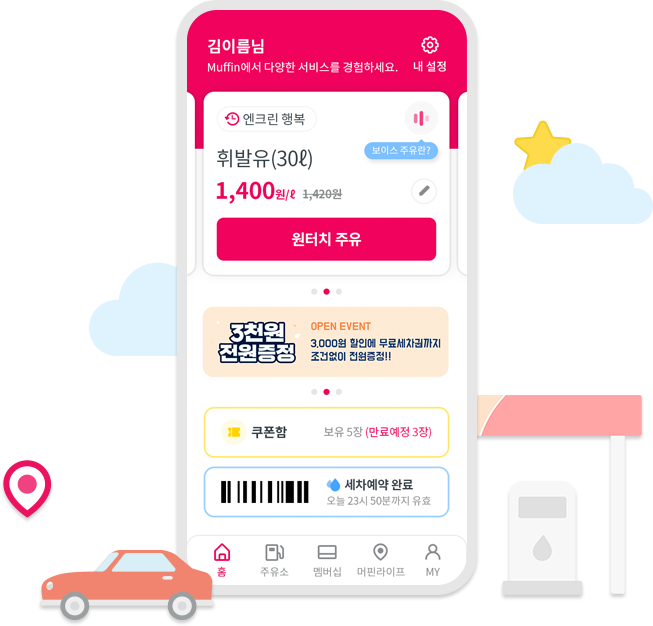 김이름님
Muffin에서 다양한 서비스를 경험하세요.
내 설정
엔크린 행복
보이스 주유란?
휘발유(30ℓ)
1,400원/ℓ 1,420원
원터치 주유
3천원
전원증정
OPEN EVENT
3,000원 할인에 무료세차권까지
조건없이 전원증정!!
쿠폰함
보유 5장 (만료예정 3장)
세차예약 완료
오늘 23시 50분까지 유효
홈
주유소
멤버십
머핀라이프
MY